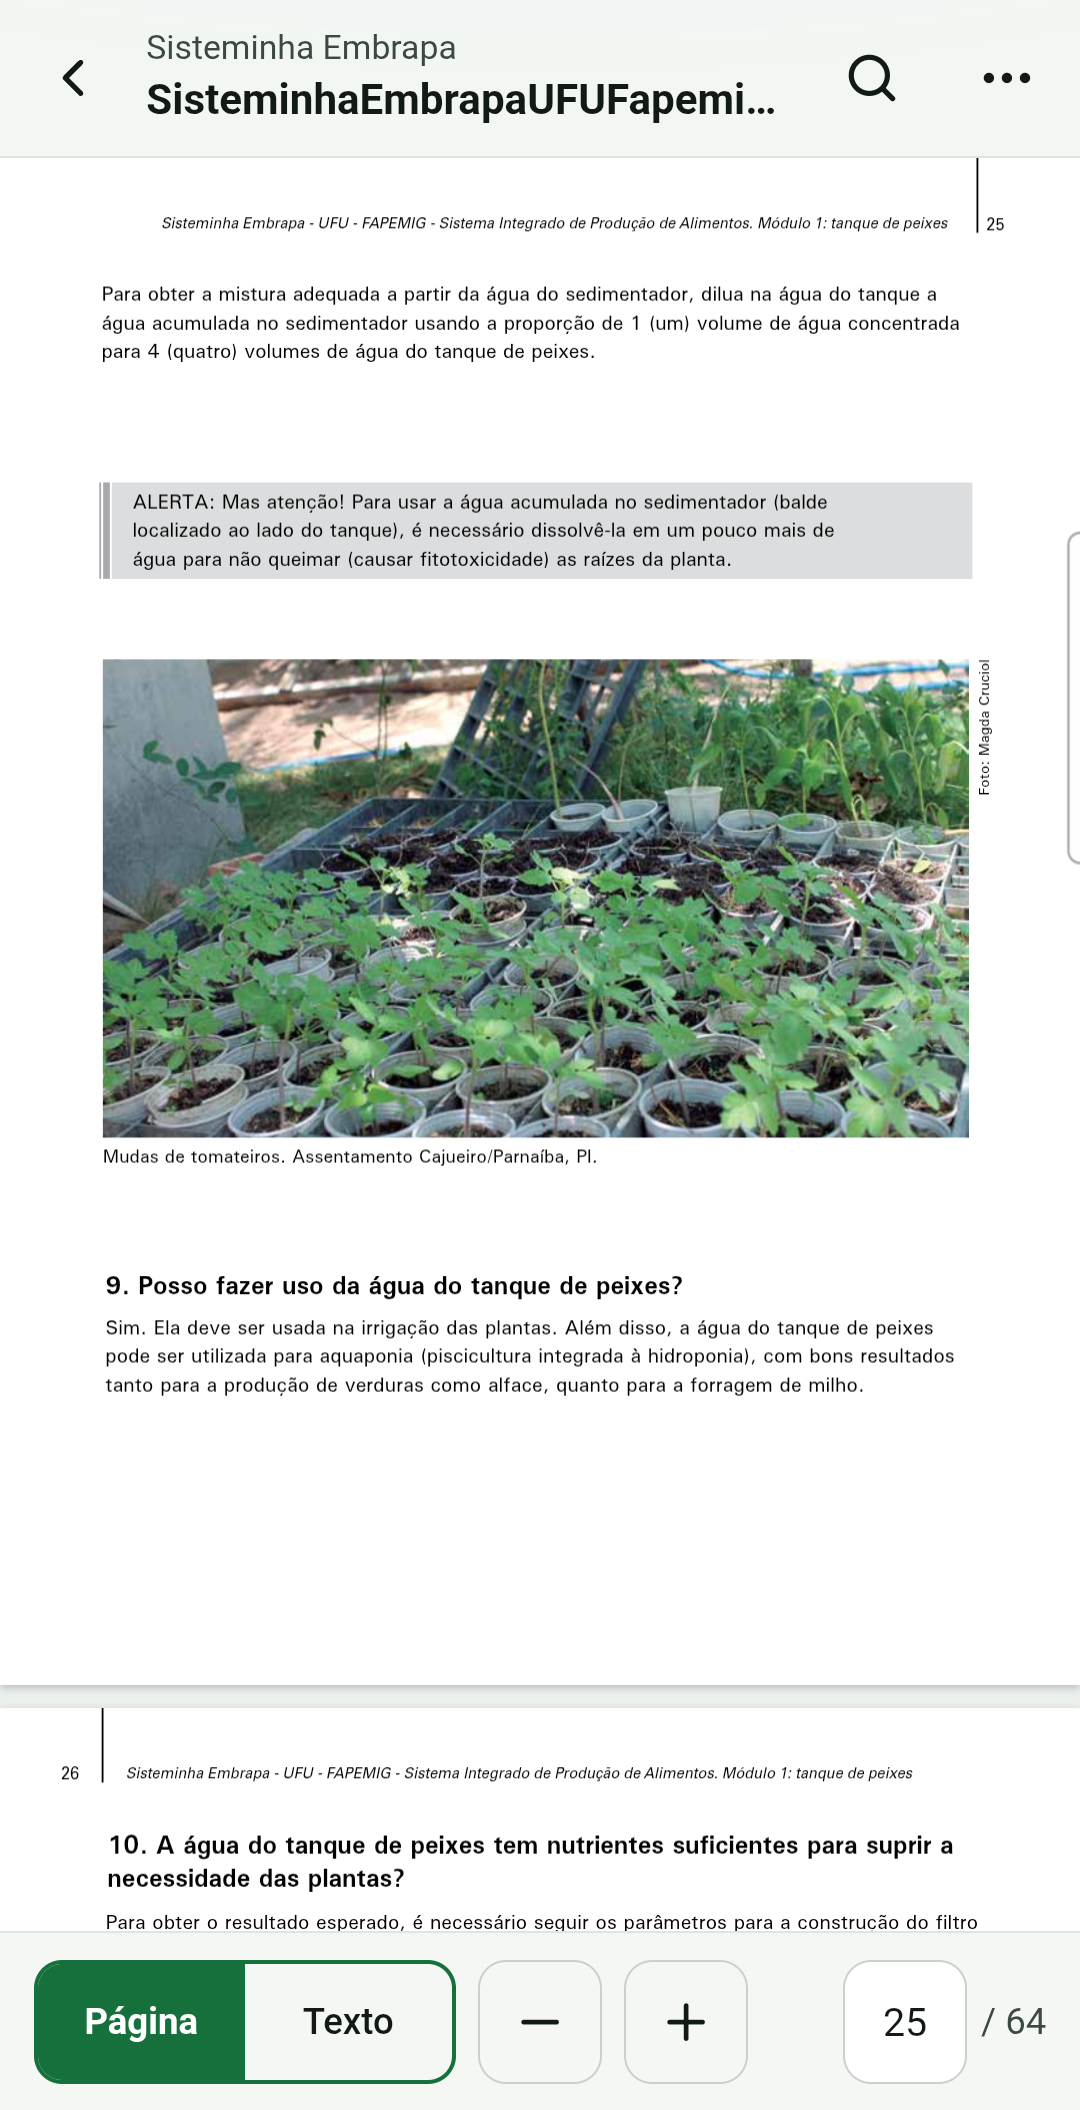 Sisteminha Embrapa
SisteminhaEmbrapaUFUFapemi...
Sisteminha Embrapa - UFU - FAPEMIG - Sistema Integrado de Produção de Alimentos. Módulo 1: tanque de peixes
25
Para obter a mistura adequada a partir da água do sedimentador, dilua na água do tanque a
água acumulada no sedimentador usando a proporção de 1 (um) volume de água concentrada
para 4 (quatro) volumes de água do tanque de peixes.
ALERTA: Mas atenção! Para usar a água acumulada no sedimentador (balde
localizado ao lado do tanque), é necessário dissolvê-la em um pouco mais de
água para não queimar (causar fitotoxicidade) as raízes da planta.
Foto: Magda Cruciol
Mudas de tomateiros. Assentamento Cajueiro/Parnaíba, PI.
9. Posso fazer uso da água do tanque de peixes?
Sim. Ela deve ser usada na irrigação das plantas. Além disso, a água do tanque de peixes
pode ser utilizada para aquaponia (piscicultura integrada à hidroponia), com bons resultados
tanto para a produção de verduras como alface, quanto para a forragem de milho.
26
Sisteminha Embrapa - UFU - FAPEMIG - Sistema Integrado de Produção de Alimentos. Módulo 1: tanque de peixes
10. A água do tanque de peixes tem nutrientes suficientes para suprir a
necessidade das plantas?
Para obter o resultado esperado, é necessário seguir os parâmetros para a construção do filtro
Página
Texto
25
/ 64